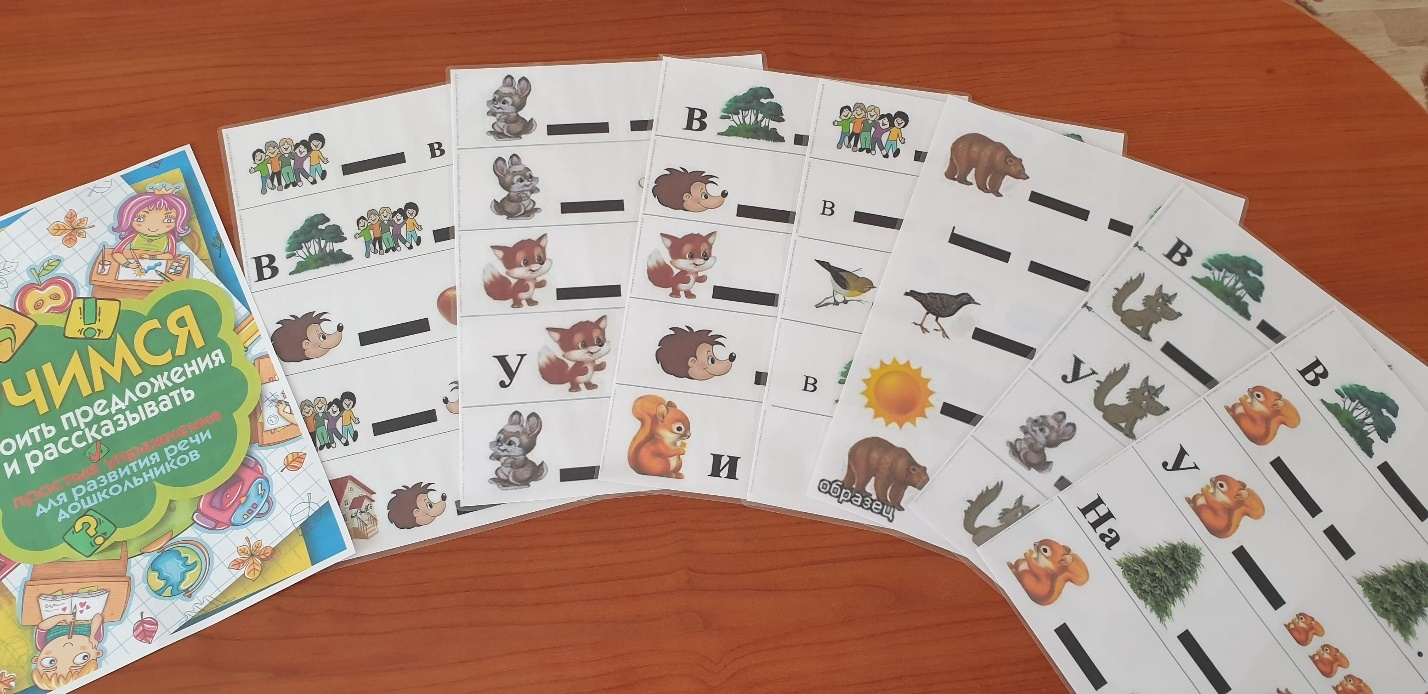 ЧИМСЯ
оить предложения
и рассказывать
простые упражнения
для развития речи
дошкольников
в
В
У
В
и
в
в
образец
В
У
В
У
На